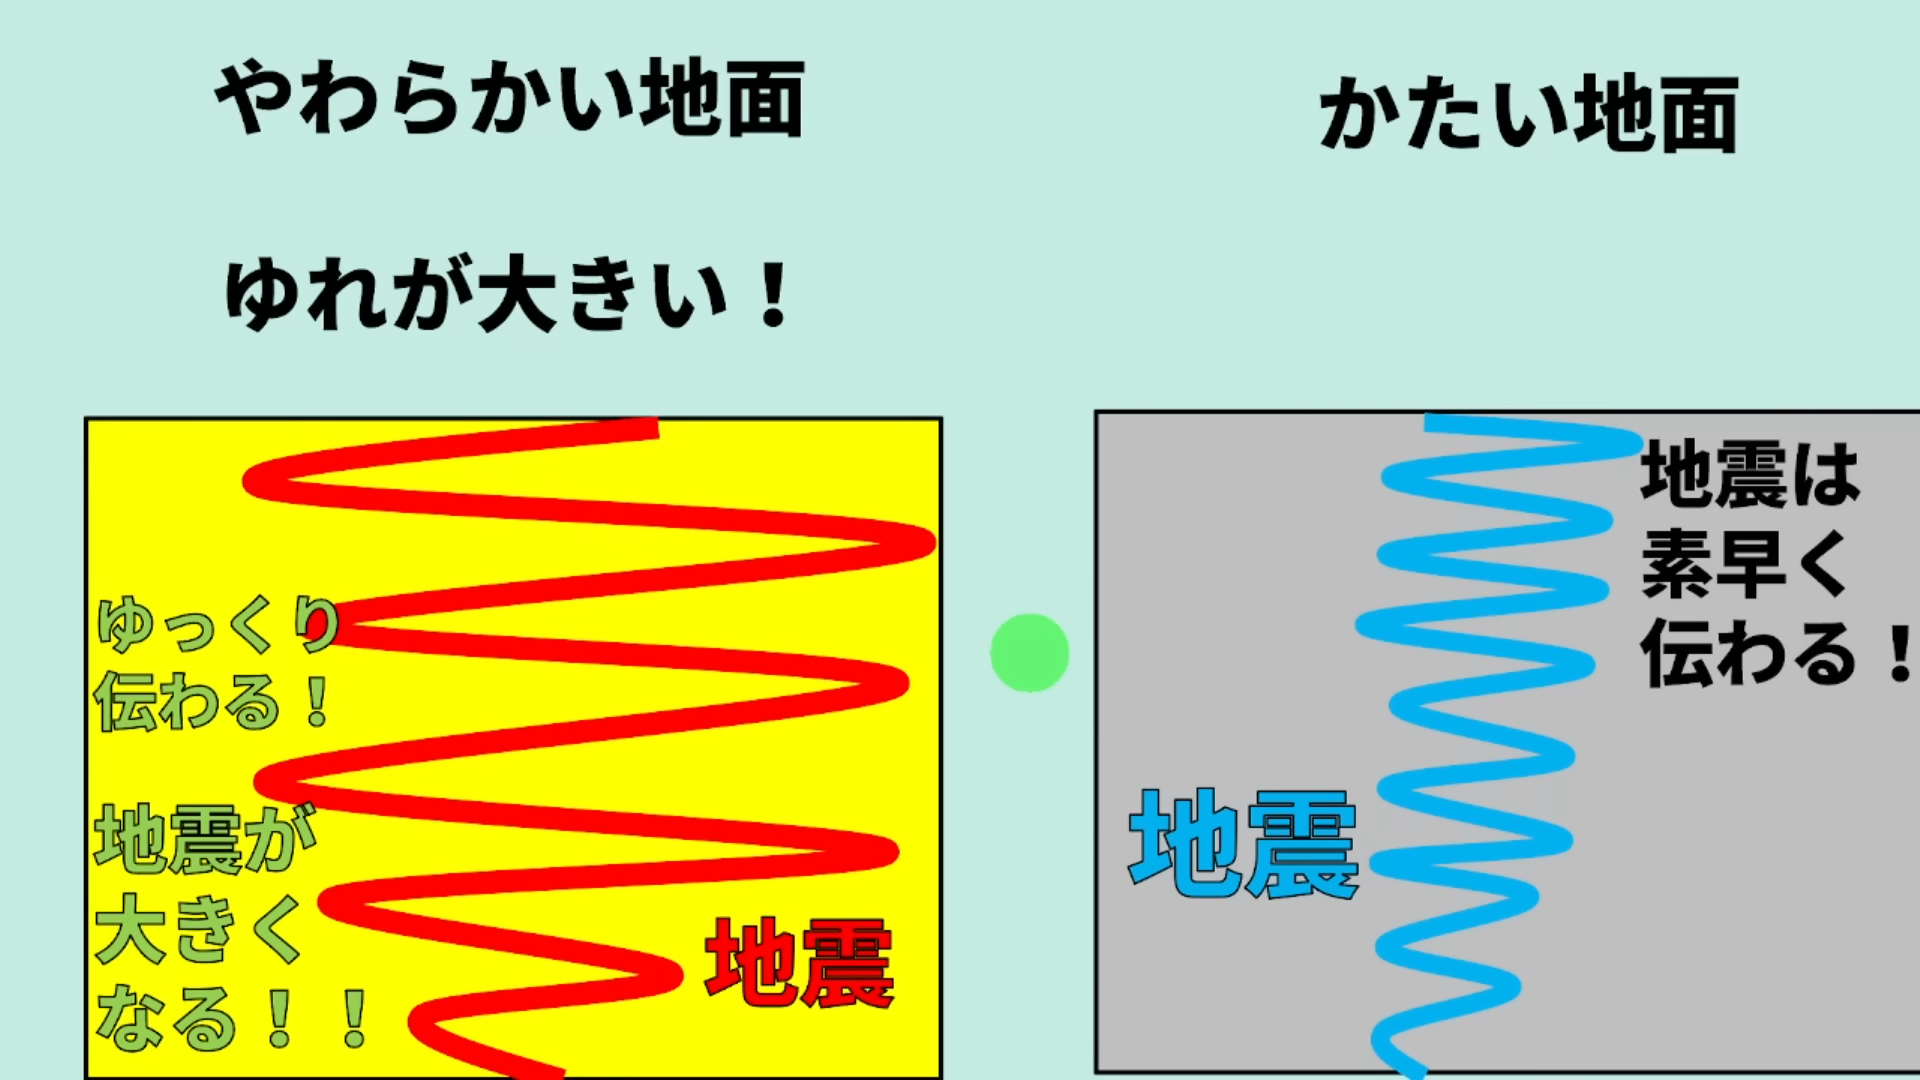 やわらかい地面
ゆれが大きい！
ゆっくり
伝わる！
地震が
大きく
なる！！
地震
かたい地面
地震は
素早く
伝わる！
地震